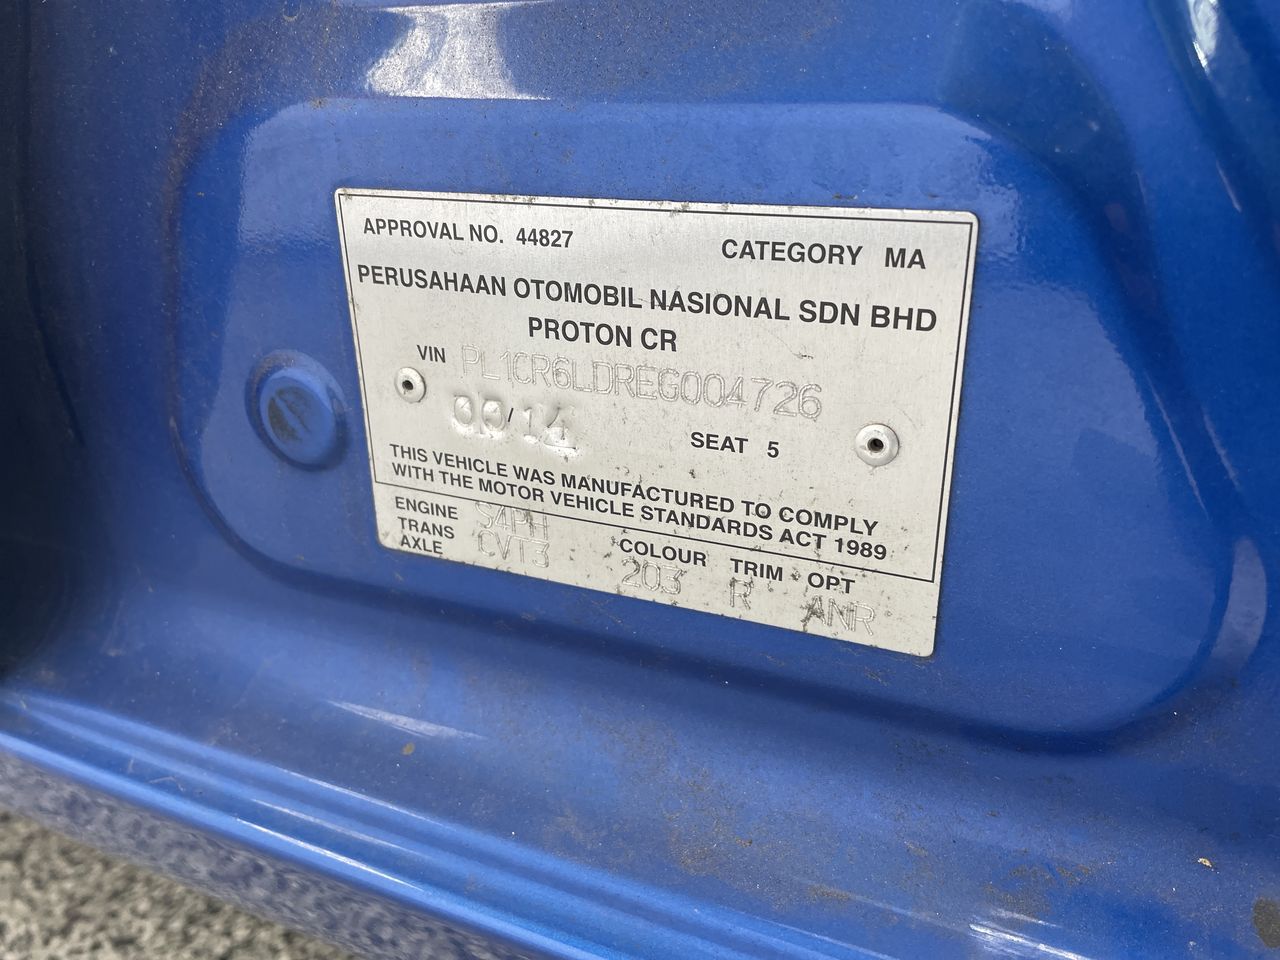 APPROVAL NO. 44827 CATEGORY MA
PERUSAHAAN OTOMOBIL NASIONAL SDN BHD
PROTON CR
VIN PL1CR6LDREG004726
SEAT 5
THIS VEHICLE WAS MANUFACTURED TO COMPLY
WITH THE MOTOR VEHICLE STANDARDS ACT 1989
ENGINE S4PH
TRANS CVT3 COLOUR 203 TRIM R OPT ANR
AXLE